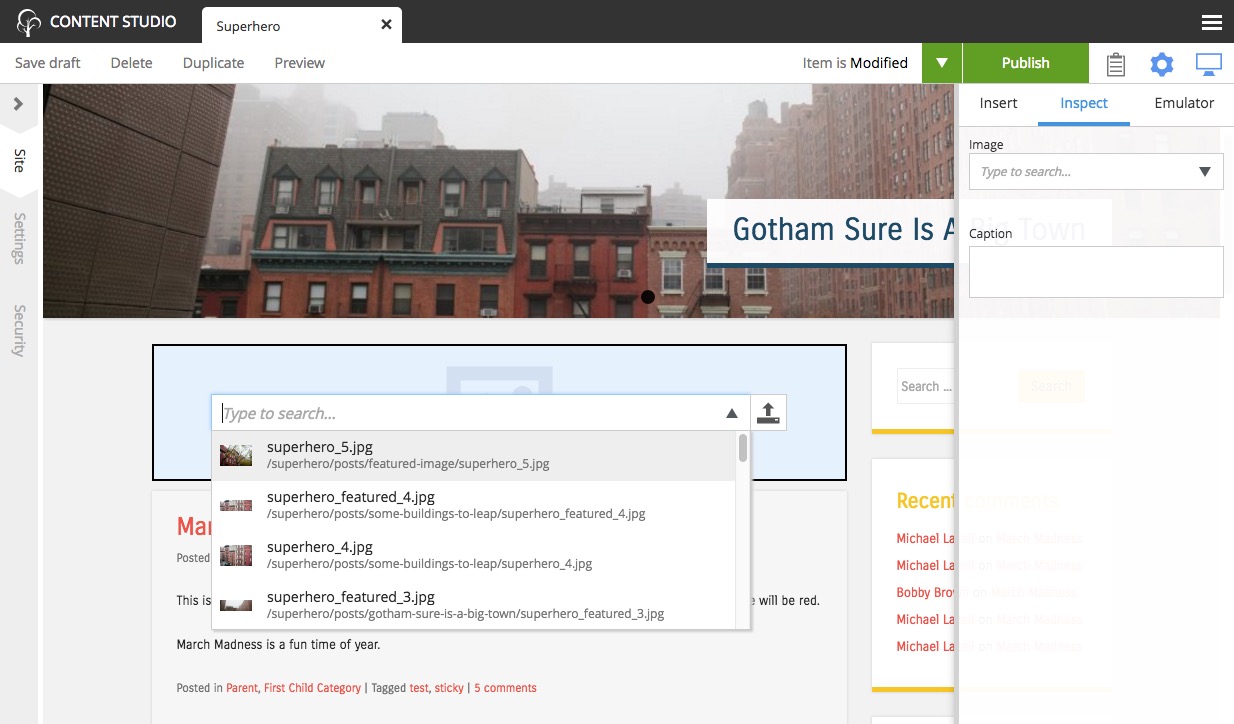 CONTENT STUDIO
Superhero
Save draft
Delete
Duplicate
Preview
Item is Modified
Publish
Site
Settings
Security
Insert
Inspect
Emulator
Image
Type to search...
Caption
Gotham Sure Is A Big Town
Type to search...
superhero_5.jpg
/superhero/posts/featured-image/superhero_5.jpg
superhero_featured_4.jpg
/superhero/posts/some-buildings-to-leap/superhero_featured_4.jpg
superhero_4.jpg
/superhero/posts/some-buildings-to-leap/superhero_4.jpg
superhero_featured_3.jpg
/superhero/posts/gotham-sure-is-a-big-town/superhero_featured_3.jpg
Mar
Posted
This is
will be red.
March Madness is a fun time of year.
Posted in Parent, First Child Category | Tagged test, sticky | 5 comments
Search ...
Search
Recent comments
Michael La on March Madness
Michael La on March Madness
Bobby Brown on March Madness
Michael La on March Madness
Michael La on March Madness